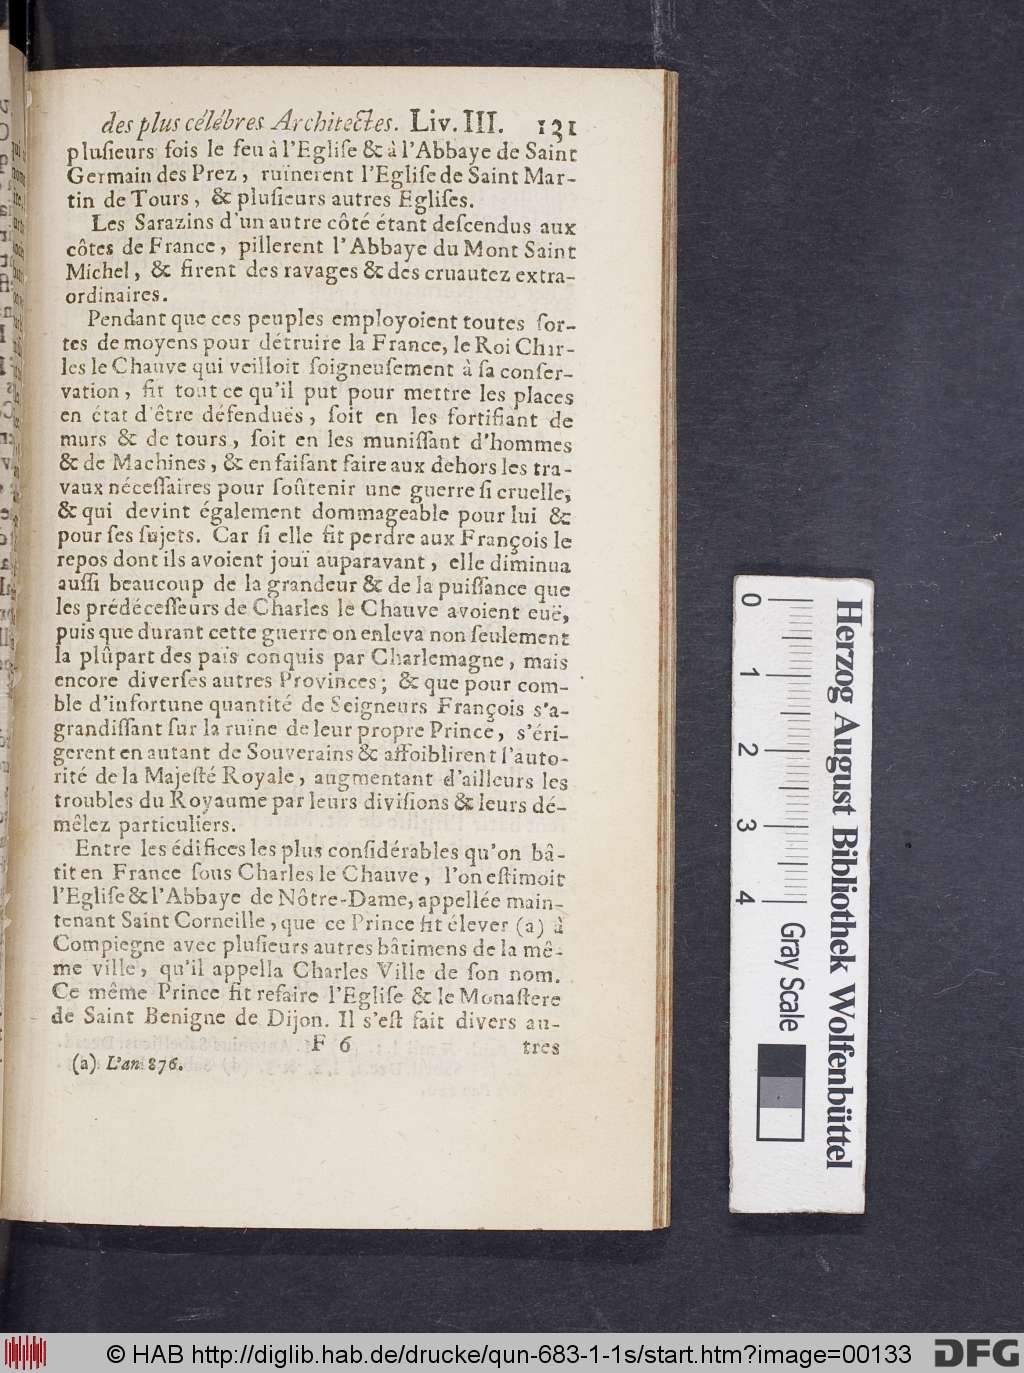 des plus célébres Architectes. Liv. III. 131
pluſieurs fois le feu à l'Egliſe & à l'Abbaye de Saint
Germain des Prez, ruïnerent l'Egliſe de Saint Mar-
tin de Tours, & pluſieurs autres Egliſes.
Les Sarazins d'un autre côté étant deſcendus aux
côtes de France, pillerent l'Abbaye du Mont Saint
Michel, & firent des ravages & des cruautez extra-
ordinaires.
Pendant que ces peuples employoient toutes ſor-
tes de moyens pour détruire la France, le Roi Char-
les le Chauve qui veilloit ſoigneuſement à ſa conſer-
vation, fit tout ce qu'il put pour mettre les places
en état d'être défenduës, ſoit en les fortifiant de
murs & de tours, ſoit en les muniſſant d'hommes
& de Machines, & en faiſant faire aux dehors les tra-
vaux néceſſaires pour ſoûtenir une guerre ſi cruelle,
& qui devint également dommageable pour lui &
pour ſes ſujets. Car ſi elle fit perdre aux François le
repos dont ils avoient jouï auparavant, elle diminua
auſſi beaucoup de la grandeur & de la puiſſance que
les prédéceſſeurs de Charles le Chauve avoient euë,
puis que durant cette guerre on enleva non ſeulement
la plûpart des païs conquis par Charlemagne, mais
encore diverſes autres Provinces; & que pour com-
ble d'infortune quantité de Seigneurs François s'a-
grandiſſant ſur la ruïne de leur propre Prince, s'éri-
gerent en autant de Souverains & affoiblirent l'auto-
rité de la Majeſté Royale, augmentant d'ailleurs les
troubles du Royaume par leurs diviſions & leurs dé-
mêlez particuliers.
Entre les édifices les plus conſidérables qu'on bâ-
tit en France ſous Charles le Chauve, l'on eſtimoit
l'Egliſe & l'Abbaye de Nôtre-Dame, appellée main-
tenant Saint Corneille, que ce Prince fit élever (a) à
Compiegne avec pluſieurs autres bâtimens de la mê-
me ville, qu'il appella Charles Ville de ſon nom.
Ce même Prince fit refaire l'Egliſe & le Monaſtere
de Saint Benigne de Dijon. Il s'eſt fait divers au-
F 6 tres
(a) L'an 876.
0 1 2 3 4
Gray Scale
Herzog August Bibliothek Wolfenbüttel
© HAB http://diglib.hab.de/drucke/qun-683-1-1s/start.htm?image=00133
DFG